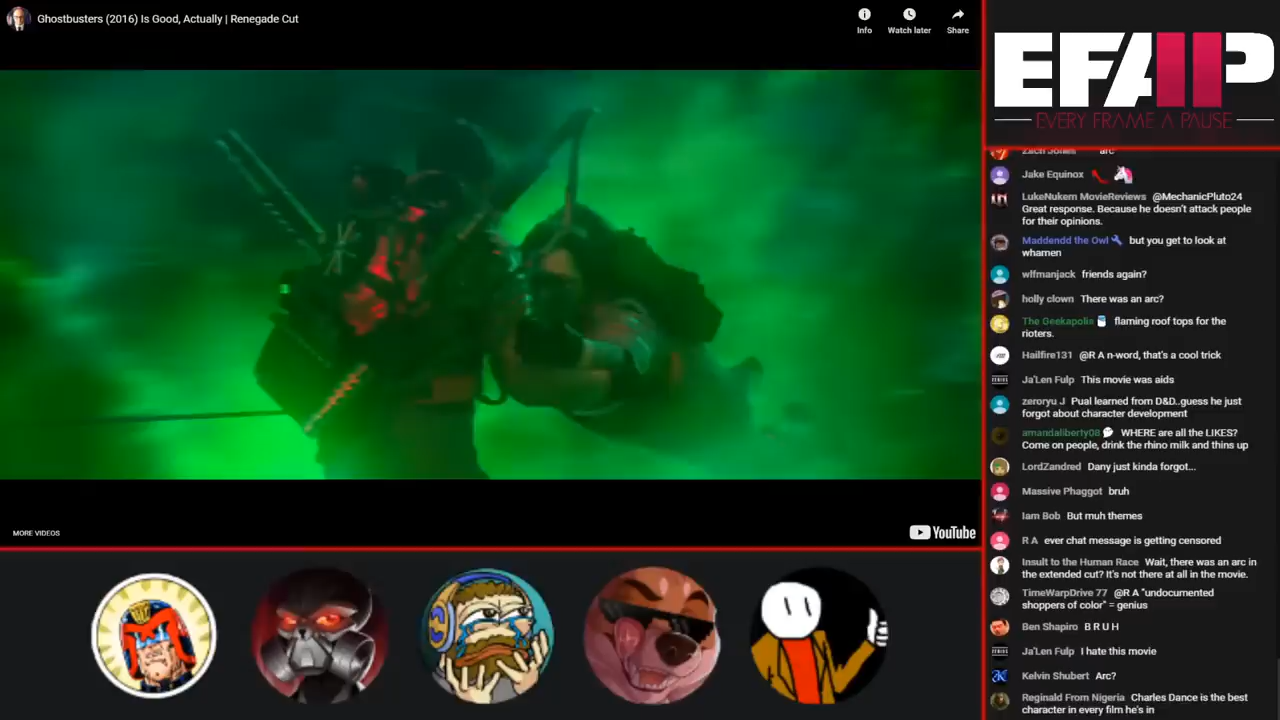 Ghostbusters (2016) Is Good, Actually | Renegade Cut
Info
Watch later
Share
MORE VIDEOS
YouTube
EFAP
EVERY FRAME A PAUSE
Zach Jones arc
Jake Equinox
LukeNukem MovieReviews @MechanicPluto24
Great response. Because he doesn't attack people
for their opinions.
Maddendd the Owl but you get to look at
whamen
wlfmanjack friends again?
holly clown There was an arc?
The Geekapolis flaming roof tops for the
rioters.
Hailfire131 @R A n-word, that's a cool trick
Ja'Len Fulp This movie was aids
zeroryu J Pual learned from D&D..guess he just
forgot about character development
amandaliberty08 WHERE are all the LIKES?
Come on people, drink the rhino milk and thins up
LordZandred Dany just kinda forgot...
Massive Phaggot bruh
Iam Bob But muh themes
R A ever chat message is getting censored
Insult to the Human Race Wait, there was an arc in
the extended cut? It's not there at all in the movie.
TimeWarpDrive 77 @R A "undocumented
shoppers of color" = genius
Ben Shapiro B R U H
Ja'Len Fulp I hate this movie
Kelvin Shubert Arc?
Reginald From Nigeria Charles Dance is the best
character in every film he's in